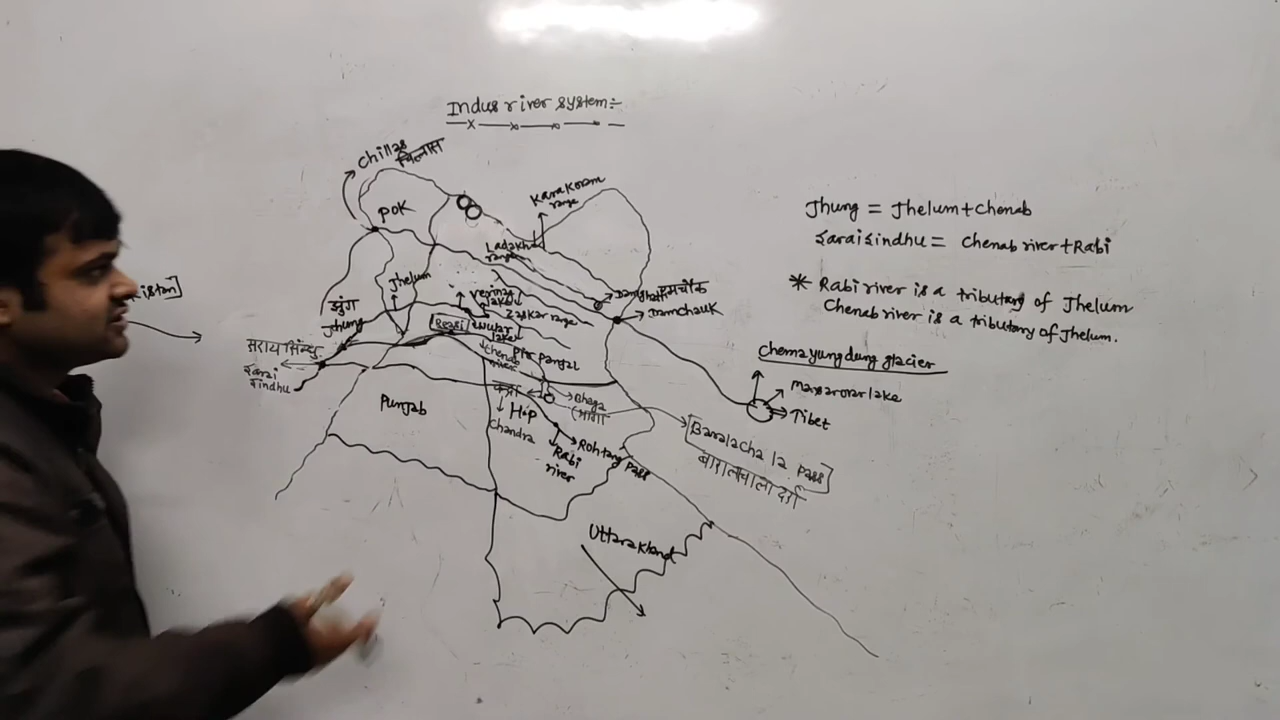 Indus river system:-
Chillas
चिलास
POK
Karakoram
range
Ladakh
range
Jhelum
Verinag
lake
Zaskar range
झुंग
Jhung
Reasi
Wular
lake
Chenab
river
Pir Panjal
Damchauk
डमचौक
सराय सिन्धु
Sarai
Sindhu
Punjab
H.p
Chandra
Bhaga
भागा
Rohtang pass
Rabi
river
Uttarakhand
istan]
Jhung = Jhelum+Chenab
Saraisindhu = Chenab river+Rabi
* Rabi river is a tributary of Jhelum
Chenab river is a tributary of Jhelum.
Chemayungdung glacier
Mansarovar lake
Tibet
[Baralacha la pass]
बारालाचाला दर्रा